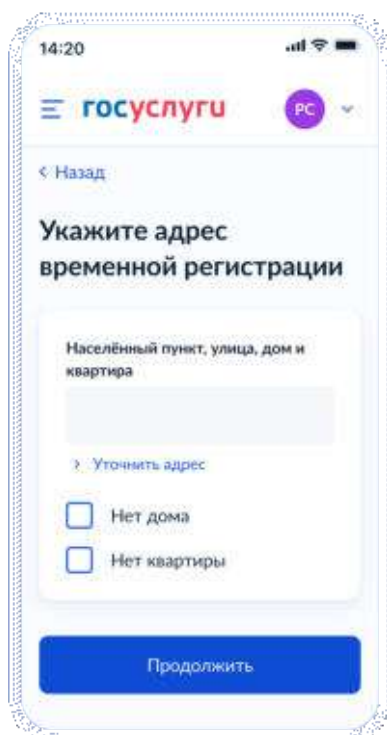 14:20
госуслуги
РС
Назад
Укажите адрес
временной регистрации
Населённый пункт, улица, дом и
квартира
Уточнить адрес
Нет дома
Нет квартиры
Продолжить